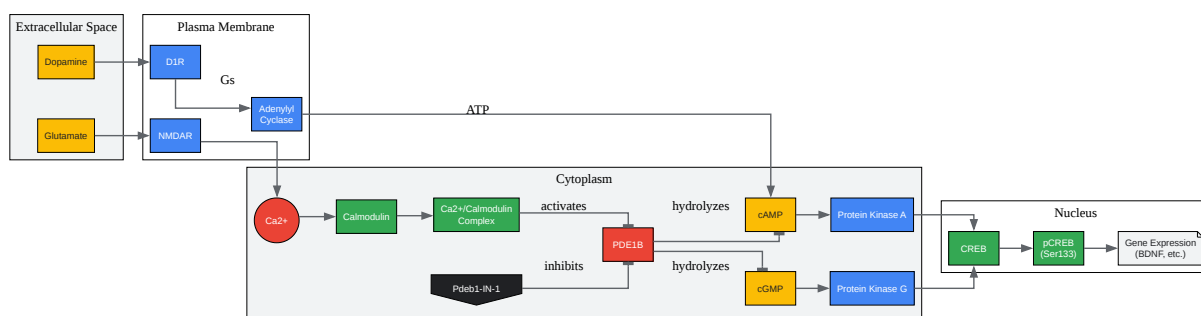 Extracellular Space
Plasma Membrane
Dopamine
D1R
Gs
Adenylyl
Cyclase
ATP
Glutamate
NMDAR
Cytoplasm
Ca2+
Calmodulin
Ca2+/Calmodulin
Complex
activates
hydrolyzes
cAMP
Protein Kinase A
PDE1B
Pdeb1-IN-1
inhibits
hydrolyzes
cGMP
Protein Kinase G
Nucleus
CREB
pCREB
(Ser133)
Gene Expression
(BDNF, etc.)